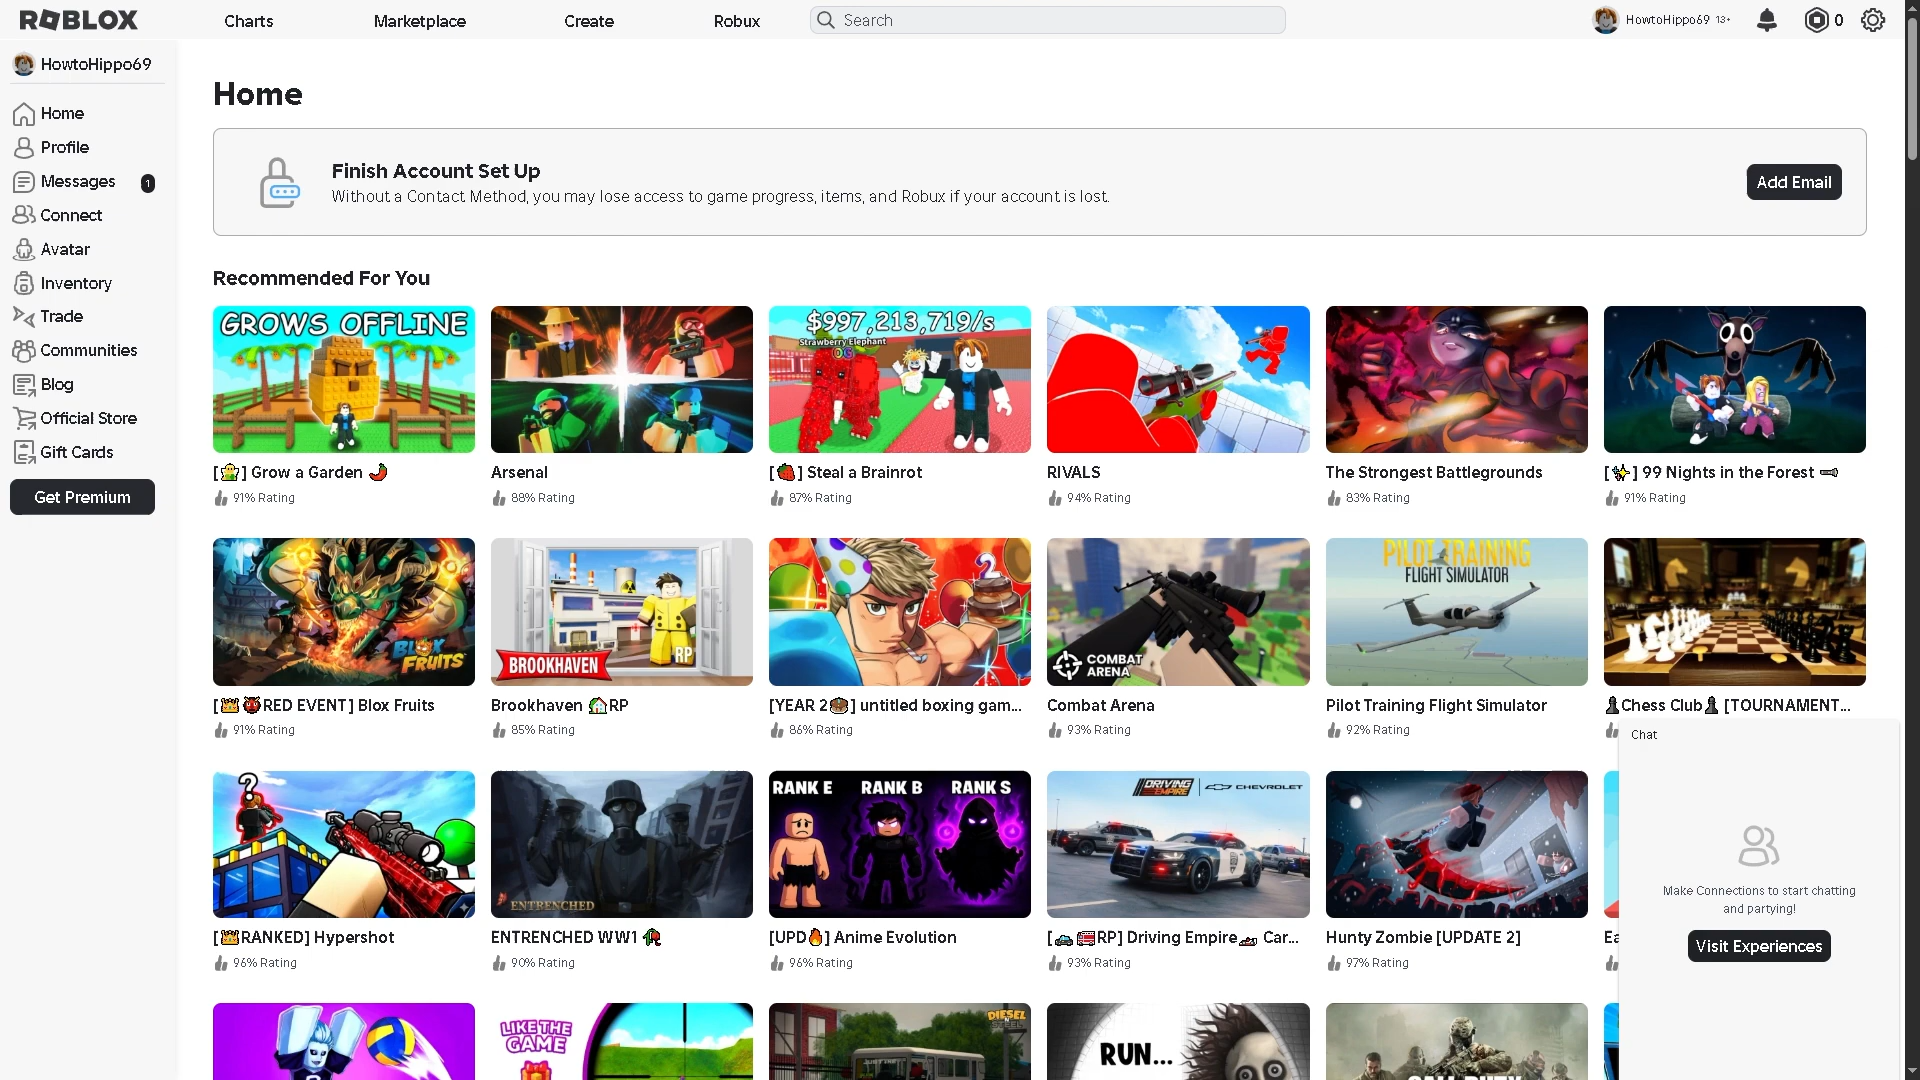 ROBLOX
Charts
Marketplace
Create
Robux
Search
HowtoHippo69 13+
0
HowtoHippo69
Home
Profile
Messages
1
Connect
Avatar
Inventory
Trade
Communities
Blog
Official Store
Gift Cards
Get Premium
Home
Finish Account Set Up
Without a Contact Method, you may lose access to game progress, items, and Robux if your account is lost.
Add Email
Recommended For You
GROWS OFFLINE
$997,213,719/s
Strawberry Elephant
OG
[🧑‍🌾] Grow a Garden 🌶️
91% Rating
Arsenal
88% Rating
[🍓] Steal a Brainrot
87% Rating
RIVALS
94% Rating
The Strongest Battlegrounds
83% Rating
[✨] 99 Nights in the Forest 🔦
91% Rating
BLOX FRUITS
BROOKHAVEN
RP
2
COMBAT ARENA
PILOT TRAINING
FLIGHT SIMULATOR
[👑👹RED EVENT] Blox Fruits
91% Rating
Brookhaven 🏡RP
85% Rating
[YEAR 2🎂] untitled boxing gam...
86% Rating
Combat Arena
93% Rating
Pilot Training Flight Simulator
92% Rating
♟️Chess Club♟️ [TOURNAMENT...
?
ENTRENCHED
RANK E RANK B RANK S
DRIVING EMPIRE CHEVROLET
[👑RANKED] Hypershot
96% Rating
ENTRENCHED WW1 🥀
90% Rating
[UPD🔥] Anime Evolution
96% Rating
[🚓🚒RP] Driving Empire🏎️ Car...
93% Rating
Hunty Zombie [UPDATE 2]
97% Rating
Ea
LIKE THE GAME
DIESEL N STEEL
RUN...
CALL OF DUTY
Chat
Make Connections to start chatting
and partying!
Visit Experiences